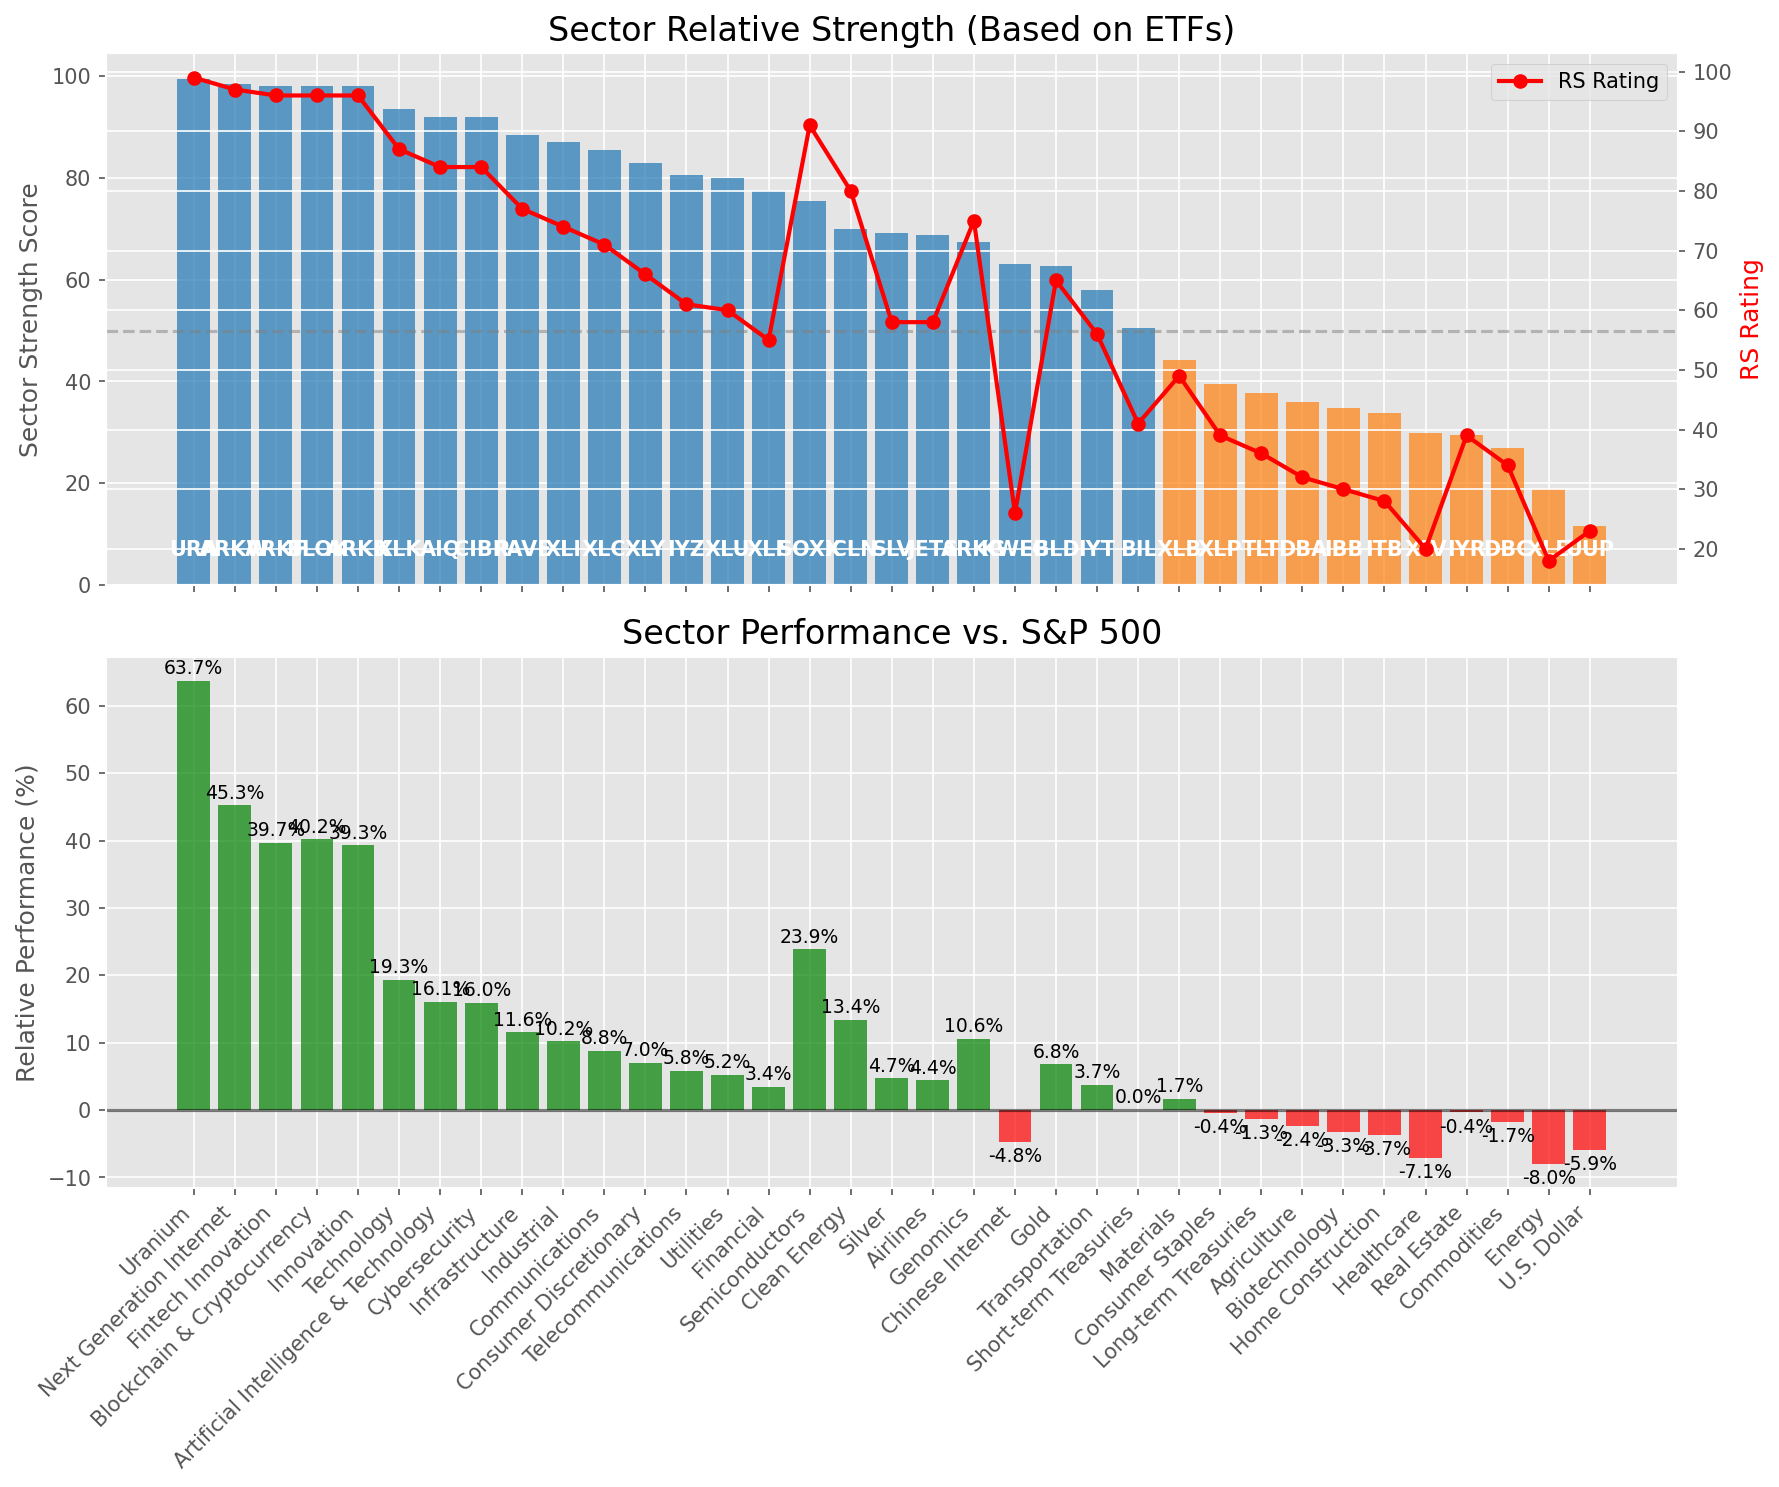 Sector Relative Strength (Based on ETFs)
100
80
60
40
20
0
Sector Strength Score
RS Rating
100
90
80
70
60
50
40
30
20
RS Rating
XLI XLC XLY IYZ XLU
IYT BIL XLB XLP TLT DBA IBB ITB
IYR DBC
UUP
Sector Performance vs. S&P 500
60
50
40
30
20
10
0
−10
Relative Performance (%)
63.7%
45.3%
39.7%
40.2%
39.3%
19.3%
16.1%
16.0%
11.6%
10.2%
8.8%
7.0%
5.8%
5.2%
3.4%
23.9%
13.4%
4.7%
4.4%
10.6%
-4.8%
6.8%
3.7%
0.0%
1.7%
-0.4%
-1.3%
-2.4%
-3.3%
-3.7%
-7.1%
-0.4%
-1.7%
-8.0%
-5.9%
Uranium
Next Generation Internet
Fintech Innovation
Blockchain & Cryptocurrency
Innovation
Technology
Artificial Intelligence & Technology
Cybersecurity
Infrastructure
Industrial
Communications
Consumer Discretionary
Telecommunications
Utilities
Financial
Semiconductors
Clean Energy
Silver
Airlines
Genomics
Chinese Internet
Gold
Transportation
Short-term Treasuries
Materials
Consumer Staples
Long-term Treasuries
Agriculture
Biotechnology
Home Construction
Healthcare
Real Estate
Commodities
Energy
U.S. Dollar